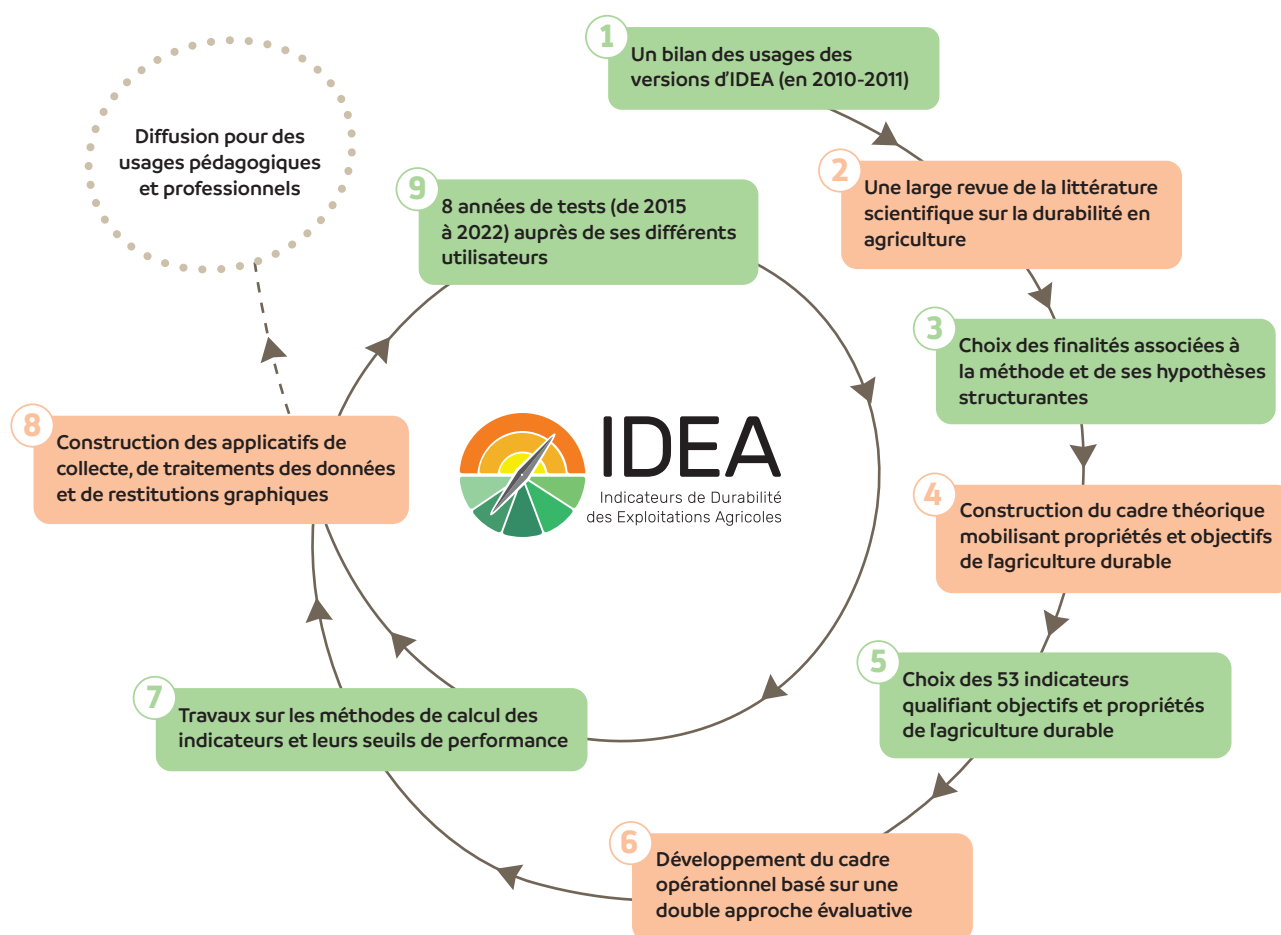 1
Un bilan des usages des
versions d'IDEA (en 2010-2011)
2
Une large revue de la littérature
scientifique sur la durabilité en
agriculture
3
Choix des finalités associées à
la méthode et de ses hypothèses
structurantes
4
Construction du cadre théorique
mobilisant propriétés et objectifs
de l'agriculture durable
5
Choix des 53 indicateurs
qualifiant objectifs et propriétés
de l'agriculture durable
6
Développement du cadre
opérationnel basé sur une
double approche évaluative
7
Travaux sur les méthodes de calcul des
indicateurs et leurs seuils de performance
8
Construction des applicatifs de
collecte, de traitements des données
et de restitutions graphiques
9
8 années de tests (de 2015
à 2022) auprès de ses différents
utilisateurs
Diffusion pour des
usages pédagogiques
et professionnels
IDEA
Indicateurs de Durabilité
des Exploitations Agricoles